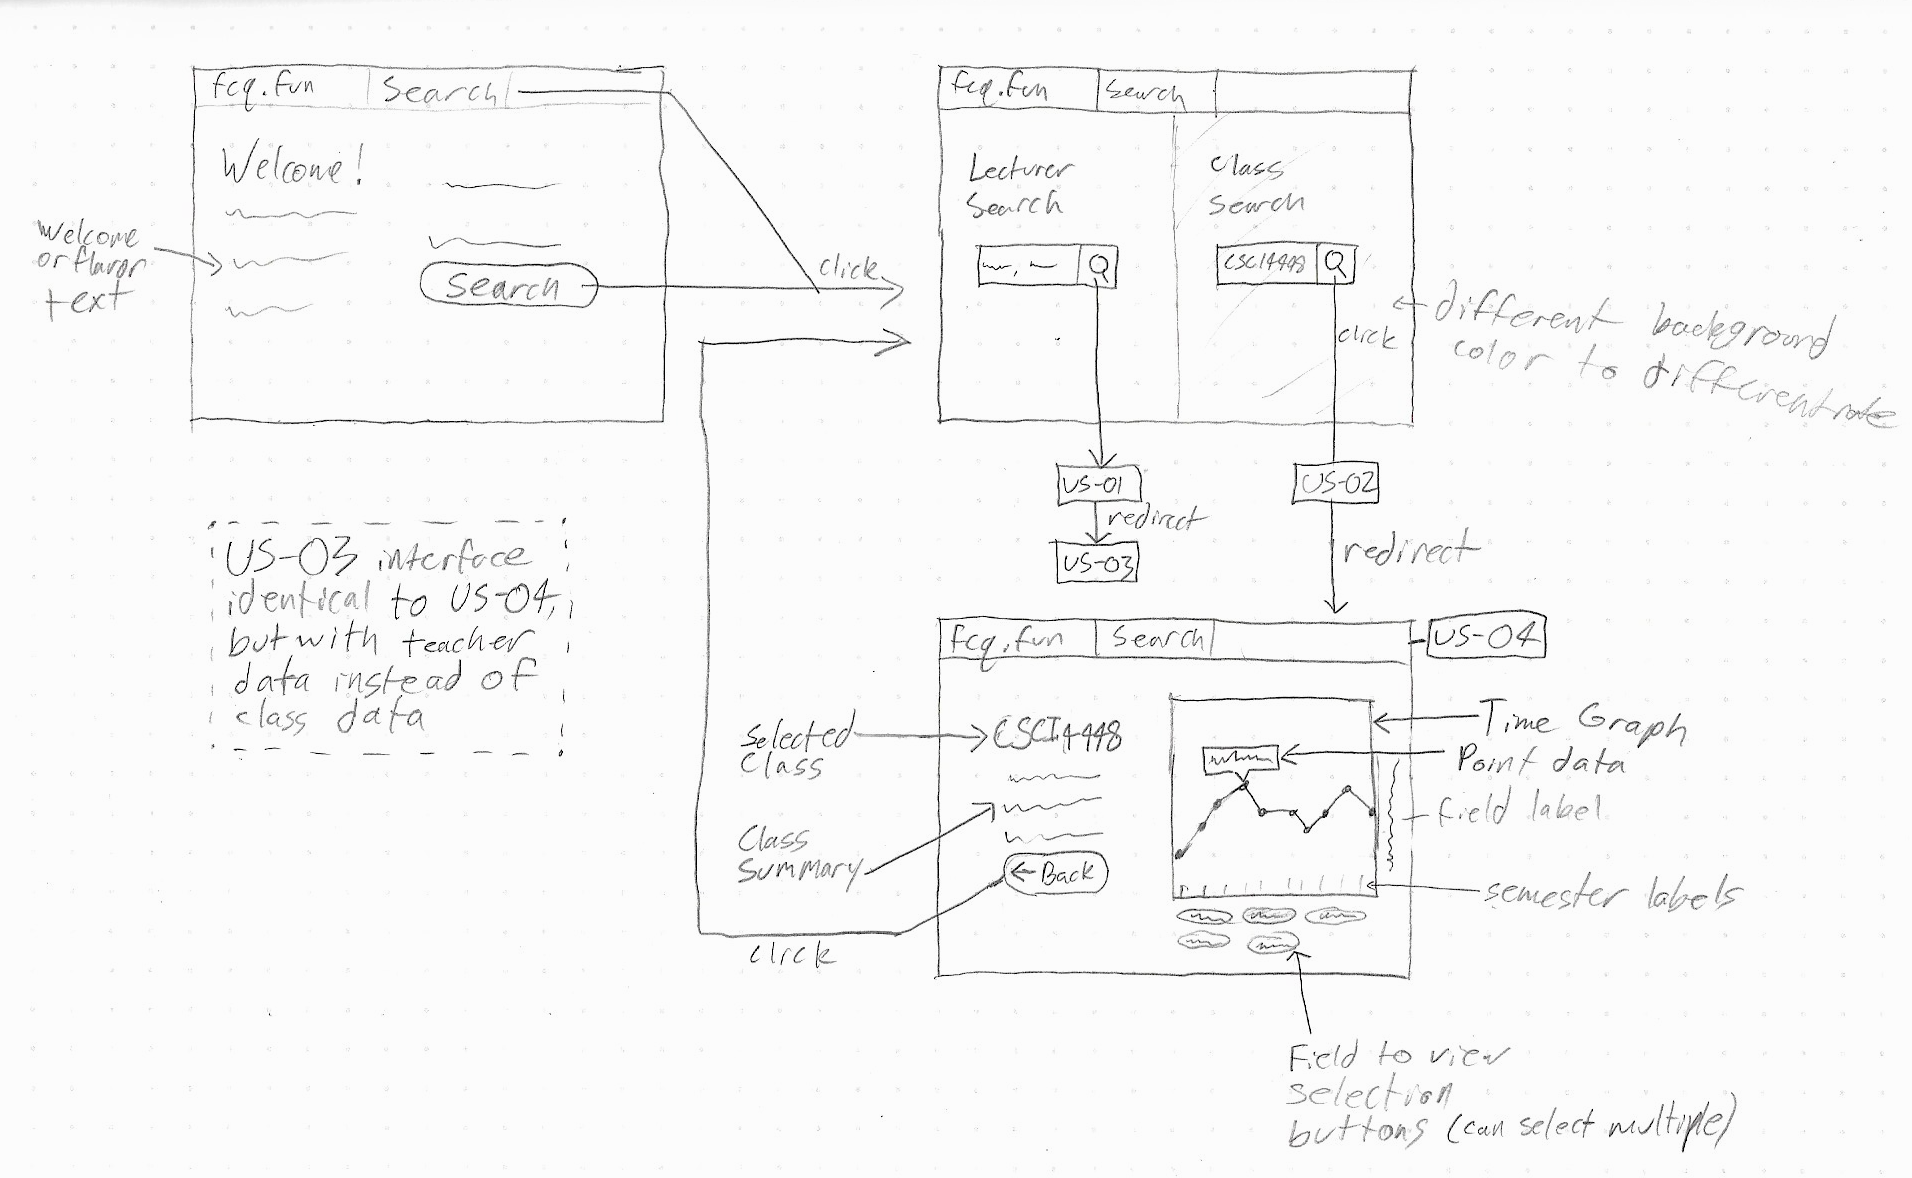 fcq.fun Search
Welcome!
Search
Welcome
or flavor
text
click
fcq.fun Search
Lecturer
Search
Class
Search
CSCI4448
click
different background
color to differentrate
US-01
redirect
US-03
US-02
redirect
US-03 interface
identical to US-04,
but with teacher
data instead of
class data
fcq.fun Search
US-04
Selected
Class
CSCI4448
Class
Summary
← Back
click
Time Graph
Point data
field label
semester labels
Field to view
selection
buttons (can select multiple)